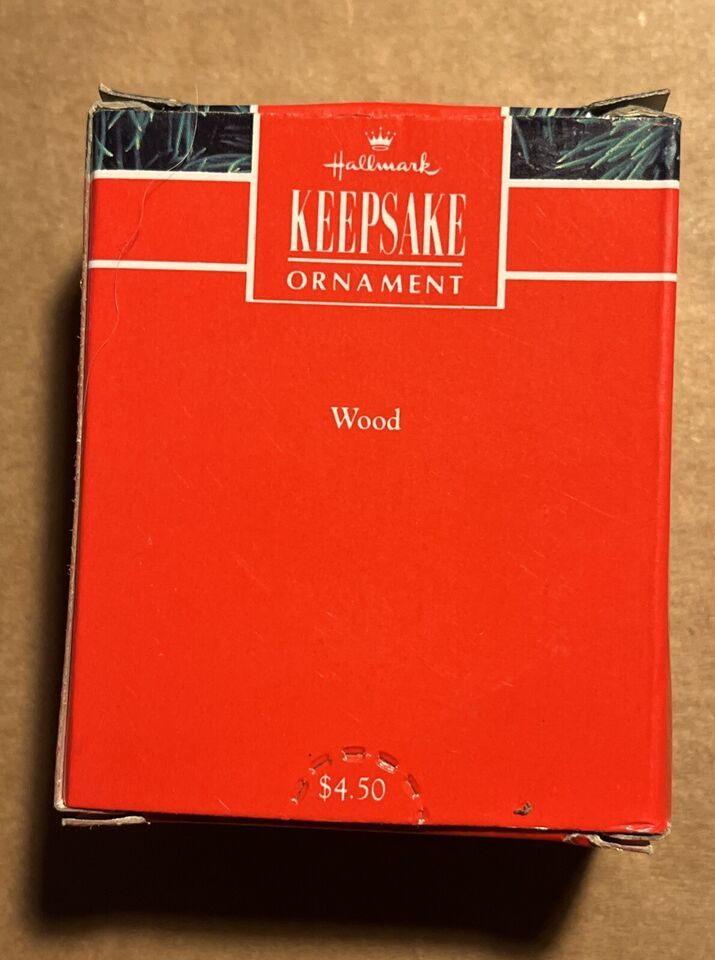 Hallmark
KEEPSAKE
ORNAMENT
Wood
$4.50